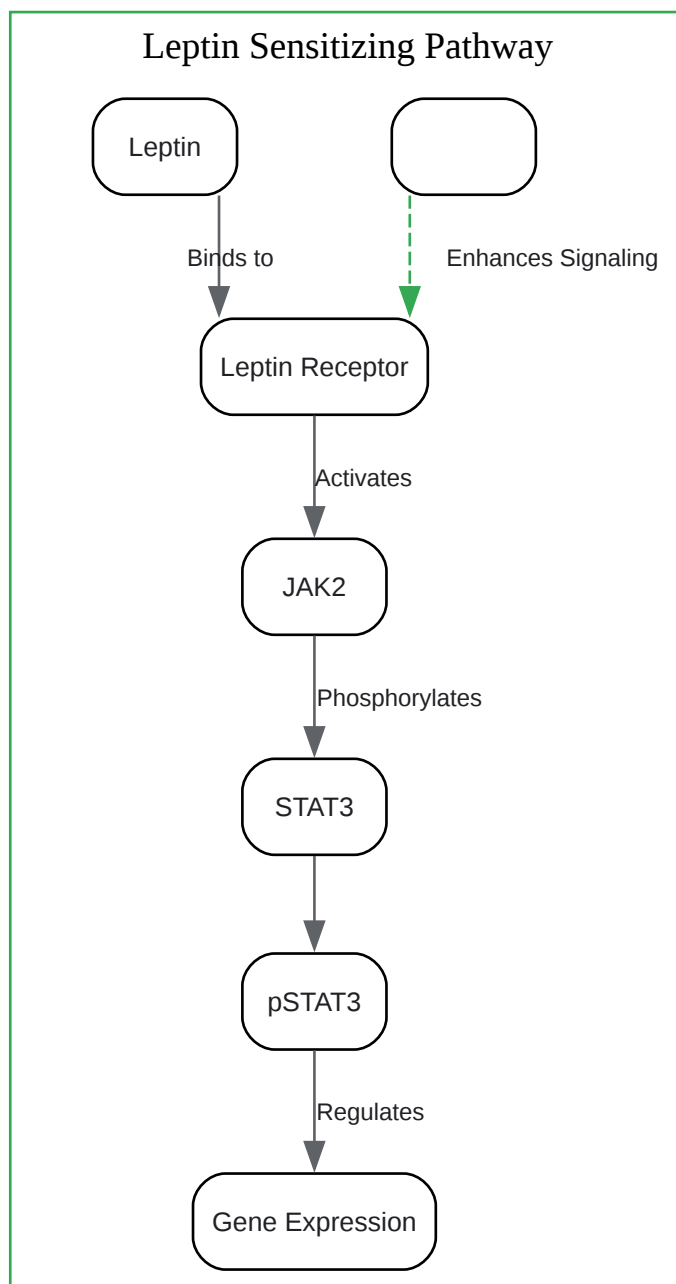 Leptin Sensitizing Pathway
Leptin
Binds to
Enhances Signaling
Leptin Receptor
Activates
JAK2
Phosphorylates
STAT3
pSTAT3
Regulates
Gene Expression